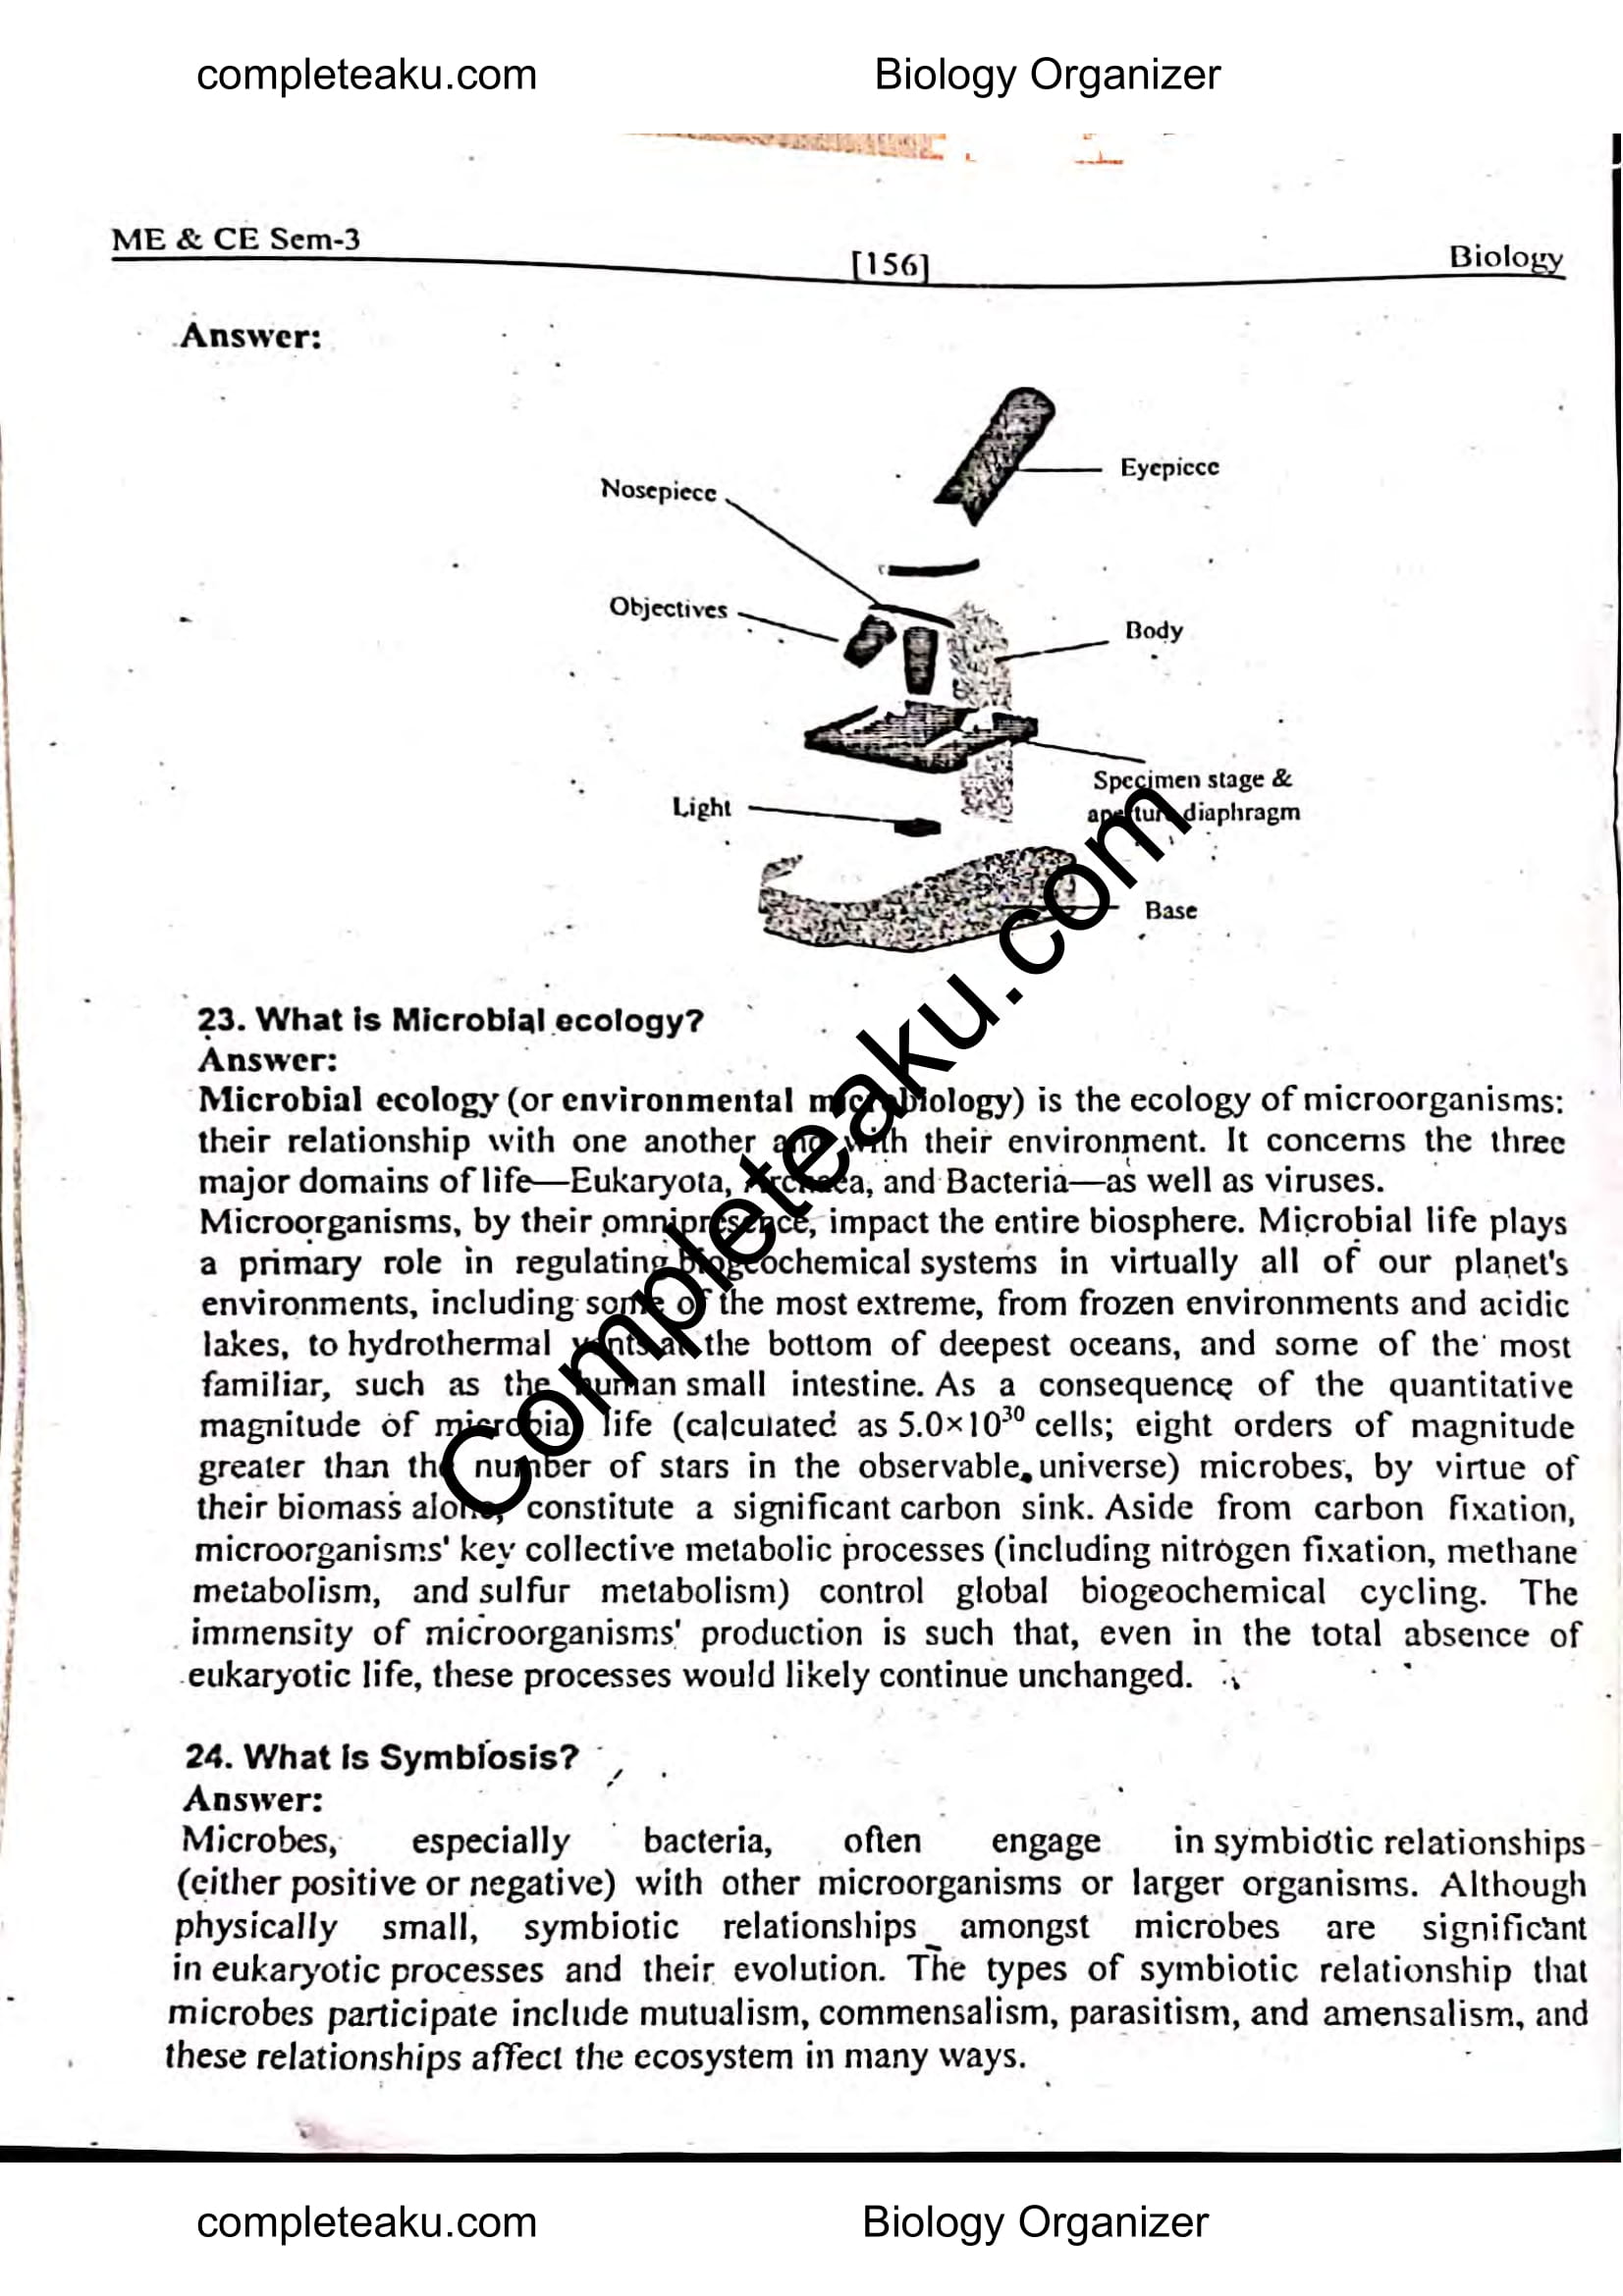 completeaku.com Biology Organizer
ME & CE Sem-3 [156] Biology
Answer:
Eyepiece
Nosepiece
Objectives
Body
Specimen stage &
Light
aperture diaphragm
Base
23. What is Microbial ecology?
Answer:
Microbial ecology (or environmental microbiology) is the ecology of microorganisms:
their relationship with one another and with their environment. It concerns the three
major domains of life—Eukaryota, Archaea, and Bacteria—as well as viruses.
Microorganisms, by their omnipresence, impact the entire biosphere. Microbial life plays
a primary role in regulating biogeochemical systems in virtually all of our planet's
environments, including some of the most extreme, from frozen environments and acidic
lakes, to hydrothermal vents at the bottom of deepest oceans, and some of the most
familiar, such as the human small intestine. As a consequence of the quantitative
magnitude of microbial life (calculated as 5.0×10³⁰ cells; eight orders of magnitude
greater than the number of stars in the observable universe) microbes, by virtue of
their biomass alone, constitute a significant carbon sink. Aside from carbon fixation,
microorganisms' key collective metabolic processes (including nitrogen fixation, methane
metabolism, and sulfur metabolism) control global biogeochemical cycling. The
immensity of microorganisms' production is such that, even in the total absence of
eukaryotic life, these processes would likely continue unchanged.
24. What is Symbiosis?
Answer:
Microbes, especially bacteria, often engage in symbiotic relationships
(either positive or negative) with other microorganisms or larger organisms. Although
physically small, symbiotic relationships amongst microbes are significant
in eukaryotic processes and their evolution. The types of symbiotic relationship that
microbes participate include mutualism, commensalism, parasitism, and amensalism, and
these relationships affect the ecosystem in many ways.
Completeaku.com
completeaku.com Biology Organizer